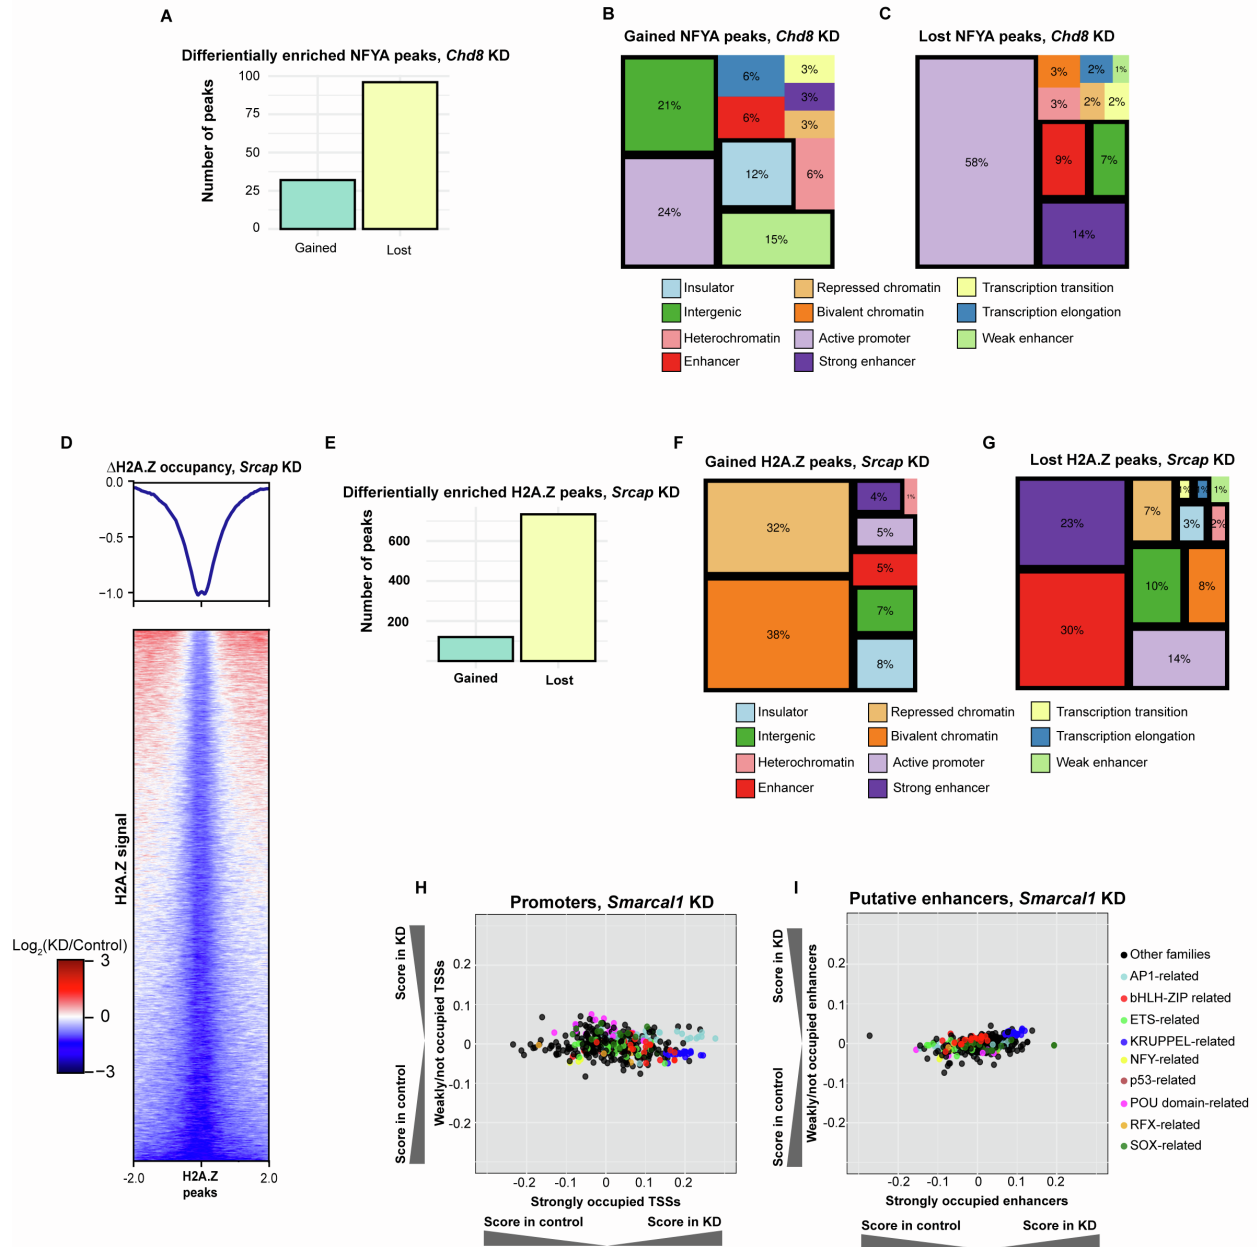 A
Differientially enriched NFYA peaks, Chd8 KD
Number of peaks
100
75
50
25
0
Gained
Lost
B
Gained NFYA peaks, Chd8 KD
21%
6%
3%
3%
6%
3%
12%
6%
24%
15%
C
Lost NFYA peaks, Chd8 KD
58%
3%
2%
1%
3%
2%
2%
9%
7%
14%
Insulator
Intergenic
Heterochromatin
Enhancer
Repressed chromatin
Bivalent chromatin
Active promoter
Strong enhancer
Transcription transition
Transcription elongation
Weak enhancer
D
ΔH2A.Z occupancy, Srcap KD
0.0
−0.5
−1.0
H2A.Z signal
Log2(KD/Control)
3
0
−3
-2.0
H2A.Z
peaks
2.0
E
Differientially enriched H2A.Z peaks, Srcap KD
Number of peaks
600
400
200
Gained
Lost
F
Gained H2A.Z peaks, Srcap KD
32%
4%
1%
5%
5%
38%
7%
8%
G
Lost H2A.Z peaks, Srcap KD
23%
7%
1%
1%
1%
3%
2%
30%
10%
8%
14%
Insulator
Intergenic
Heterochromatin
Enhancer
Repressed chromatin
Bivalent chromatin
Active promoter
Strong enhancer
Transcription transition
Transcription elongation
Weak enhancer
H
Promoters, Smarcal1 KD
Score in KD
Score in control
Weakly/not occupied TSSs
0.2
0.1
0
-0.1
-0.2
-0.2
-0.1
0
0.1
0.2
Strongly occupied TSSs
Score in control
Score in KD
I
Putative enhancers, Smarcal1 KD
Score in KD
Score in control
Weakly/not occupied enhancers
0.2
0.1
0
-0.1
-0.2
-0.2
-0.1
0
0.1
0.2
Strongly occupied enhancers
Score in control
Score in KD
Other families
AP1-related
bHLH-ZIP related
ETS-related
KRUPPEL-related
NFY-related
p53-related
POU domain-related
RFX-related
SOX-related